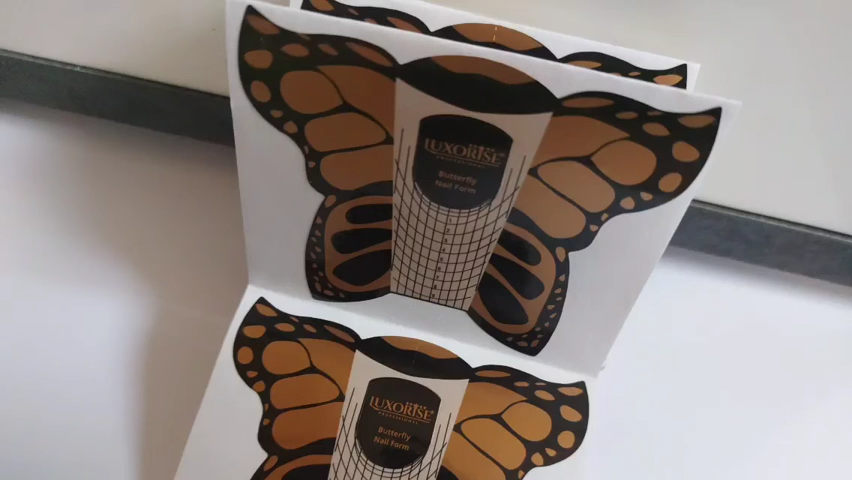 LUXORISE®
PROFESSIONAL
Butterfly
Nail Form
LUXORISE®
PROFESSIONAL
Butterfly
Nail Form